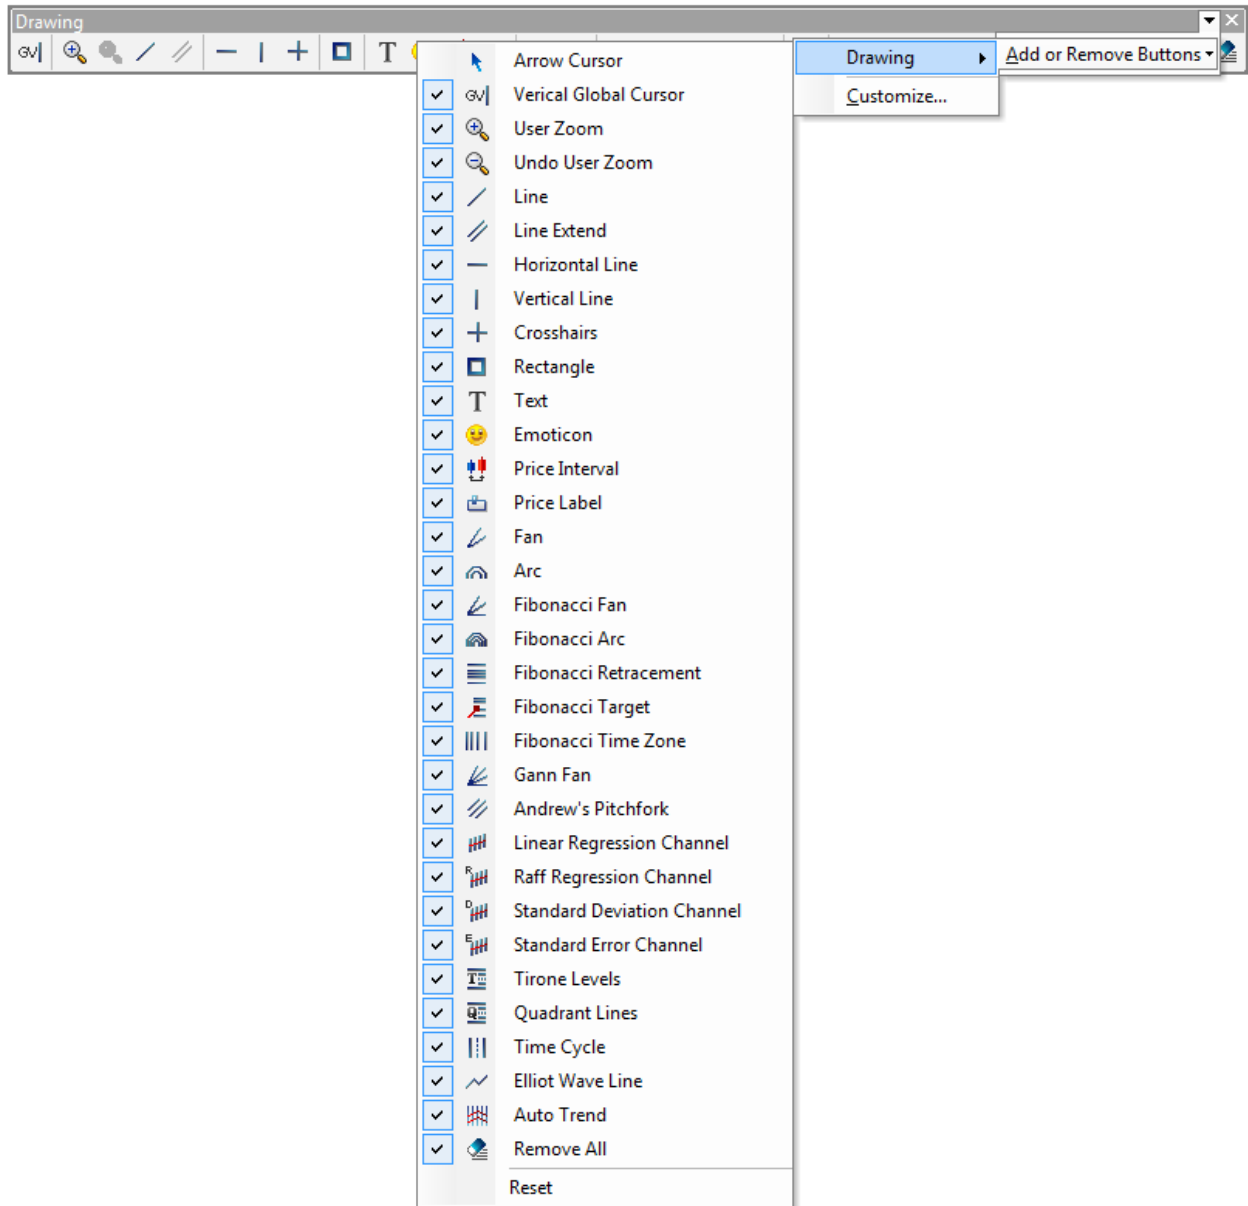 Drawing
GV T
Drawing Add or Remove Buttons
Customize...
Arrow Cursor
GV Verical Global Cursor
User Zoom
Undo User Zoom
Line
Line Extend
Horizontal Line
Vertical Line
Crosshairs
Rectangle
T Text
Emoticon
Price Interval
Price Label
Fan
Arc
Fibonacci Fan
Fibonacci Arc
Fibonacci Retracement
Fibonacci Target
Fibonacci Time Zone
Gann Fan
Andrew's Pitchfork
Linear Regression Channel
R Raff Regression Channel
D Standard Deviation Channel
E Standard Error Channel
T Tirone Levels
Q Quadrant Lines
Time Cycle
Elliot Wave Line
Auto Trend
Remove All
Reset